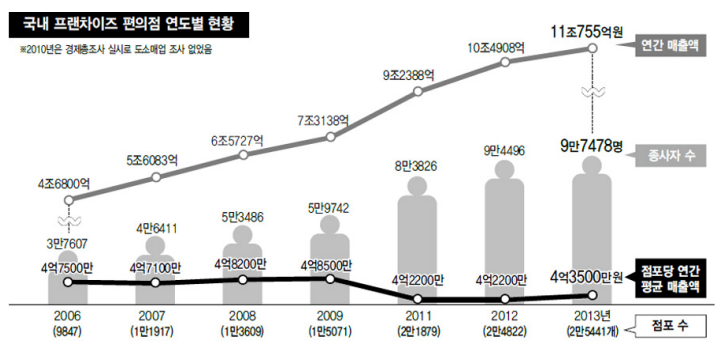 국내 프랜차이즈 편의점 연도별 현황
※2010년은 경제총조사 실시로 도소매업 조사 없었음
11조755억원
연간 매출액
10조4908억
9조2388억
7조3138억
6조5727억
5조6083억
4조6800억
9만7478명
종사자 수
9만4496
8만3826
5만9742
5만3486
4만6411
3만7607
4억7500만 4억7100만 4억8200만 4억8500만 4억2200만 4억2200만 4억3500만원
점포당 연간
평균 매출액
2006 2007 2008 2009 2011 2012 2013년
(9847) (1만1917) (1만3609) (1만5071) (2만1879) (2만4822) (2만5441개)
점포 수